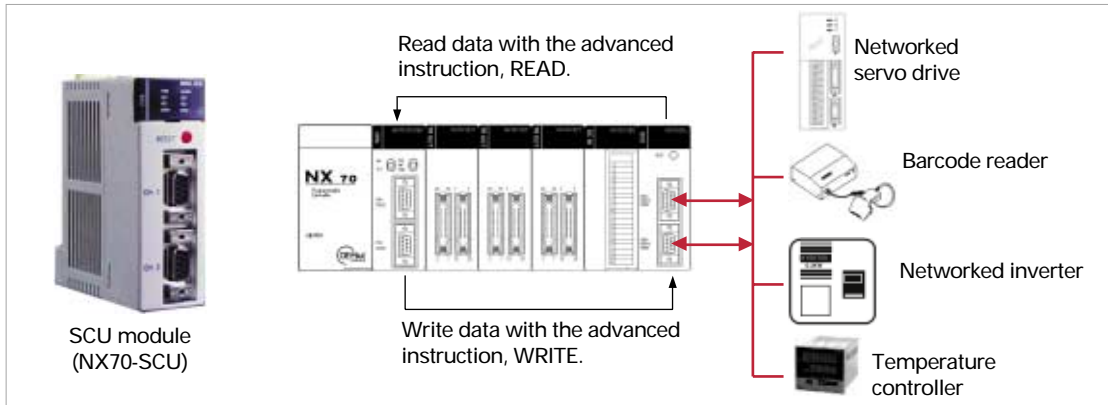 Read data with the advanced
instruction, READ.
Networked
servo drive
Barcode reader
NX 70
Networked inverter
SCU module
(NX70-SCU)
Write data with the advanced
instruction, WRITE.
Temperature
controller